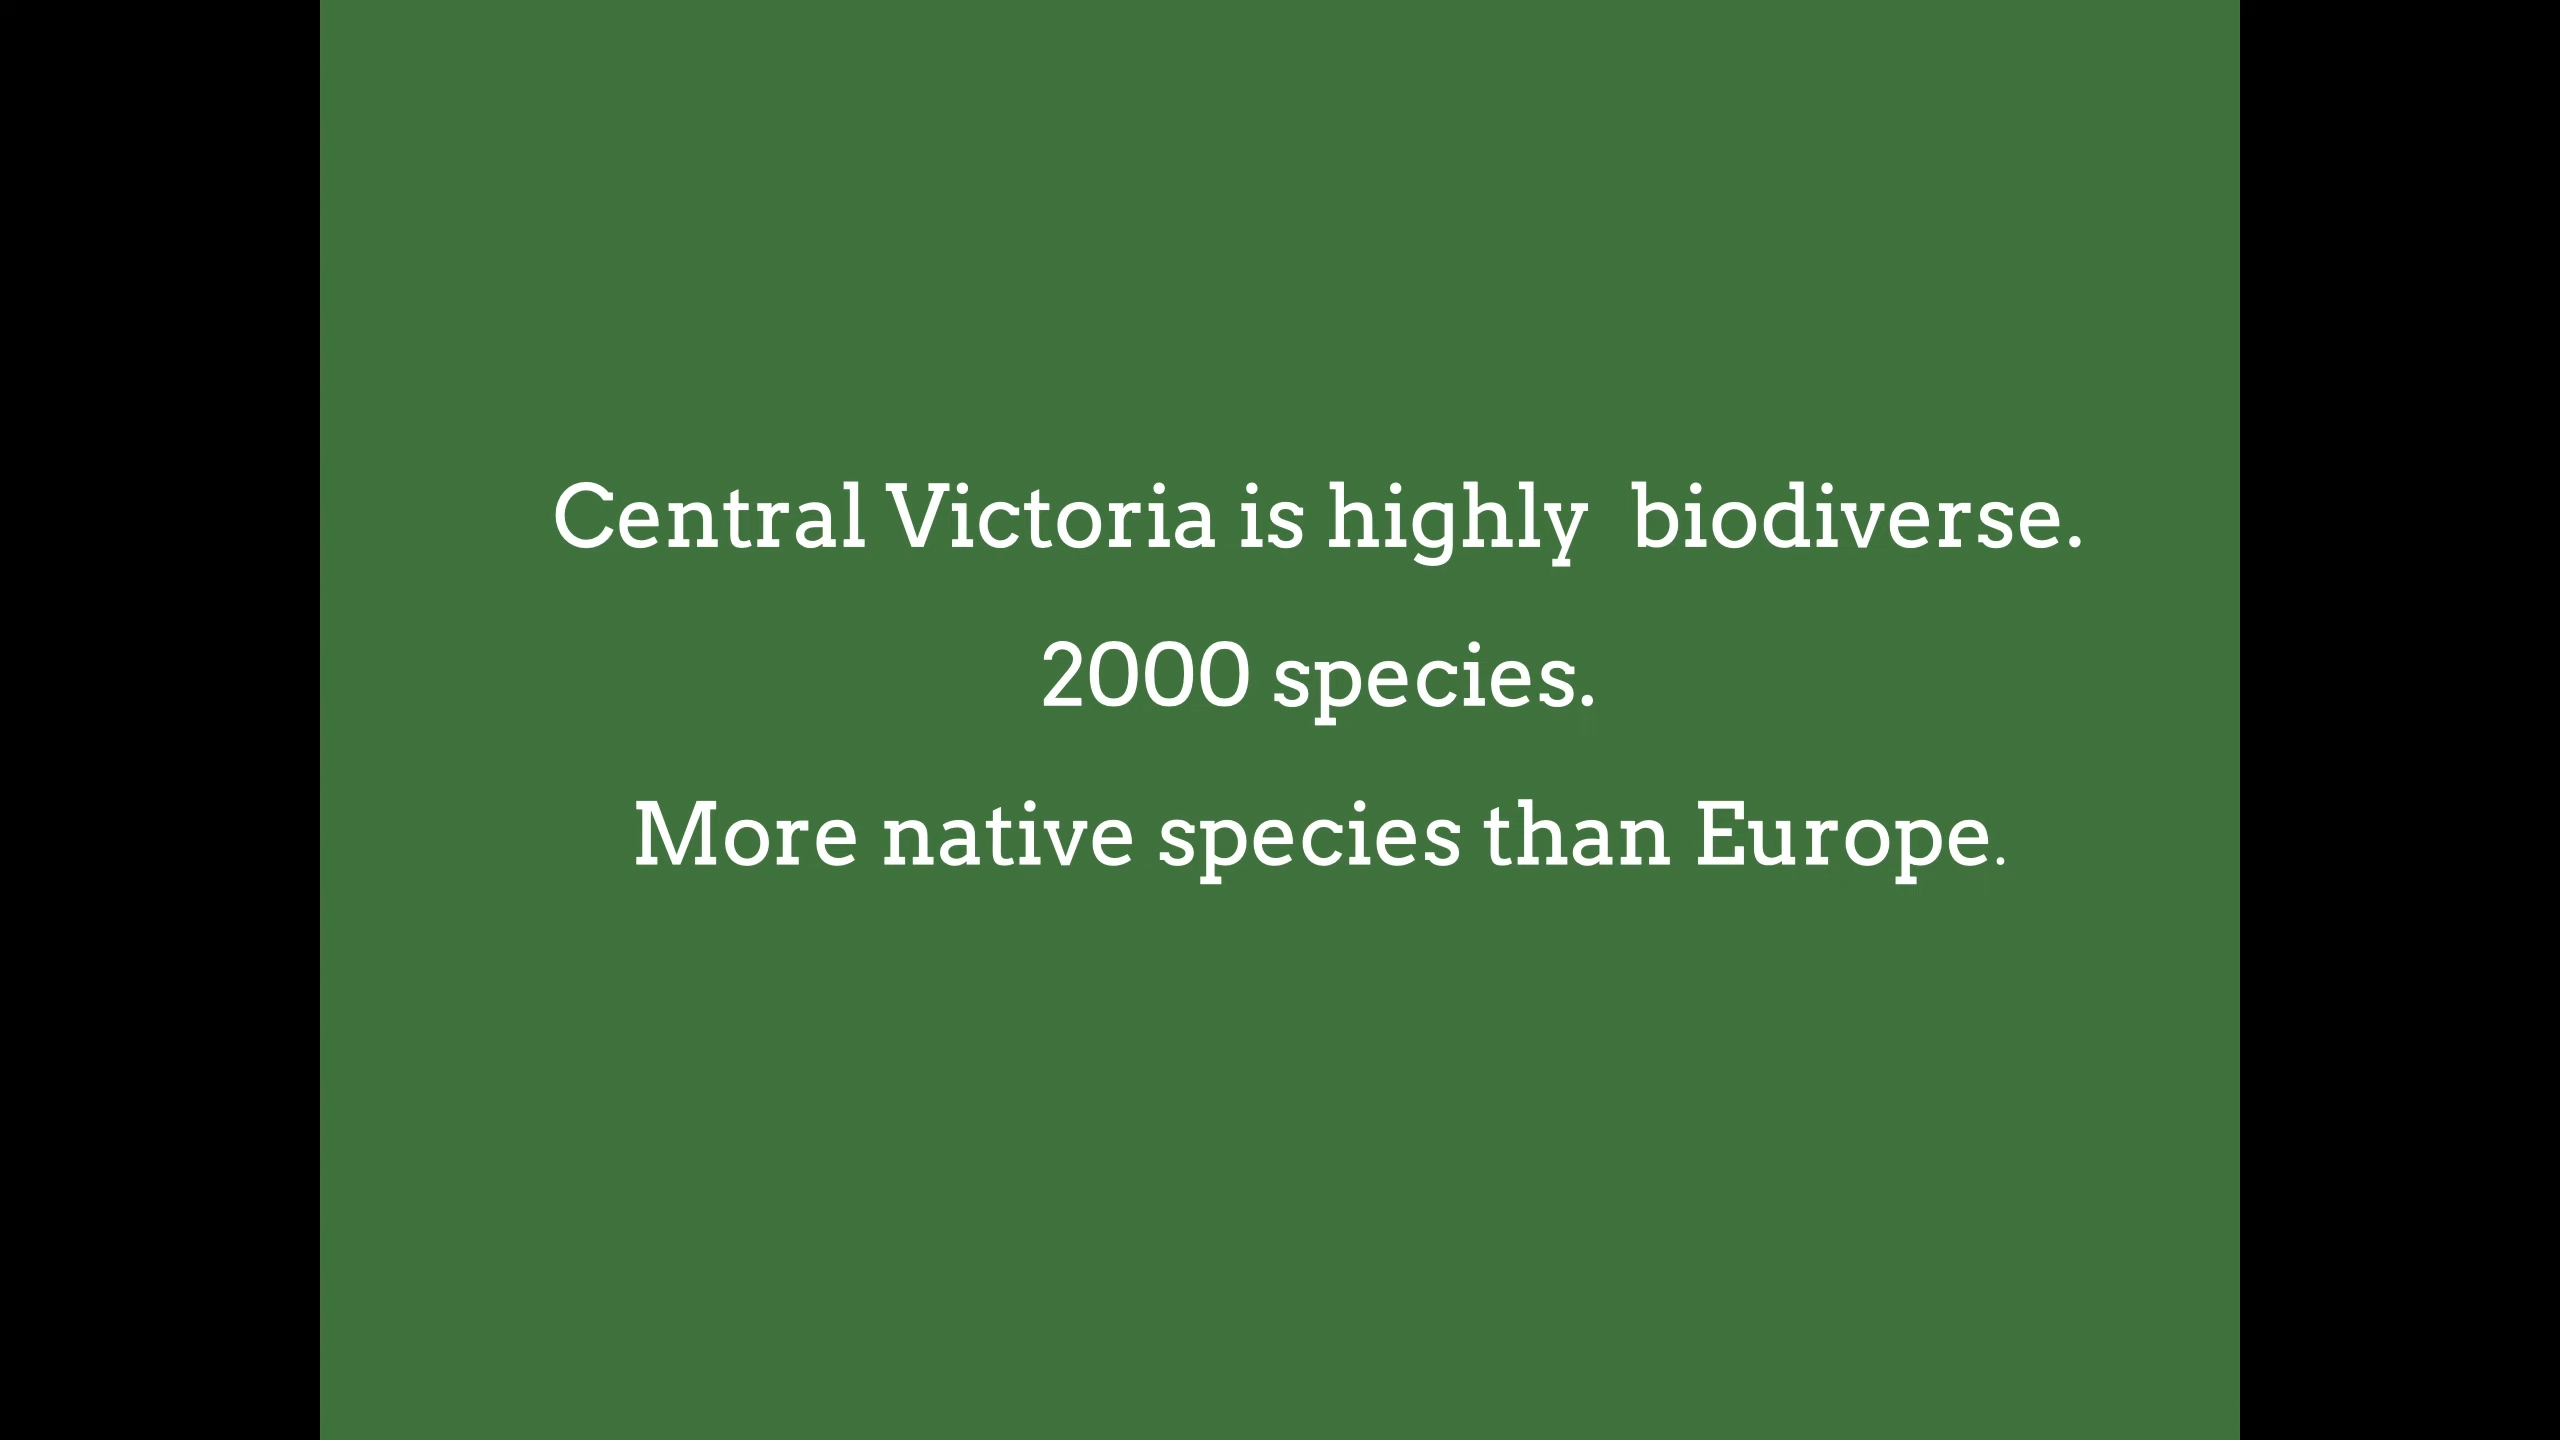 Central Victoria is highly  biodiverse.
2000 species.
More native species than Europe.